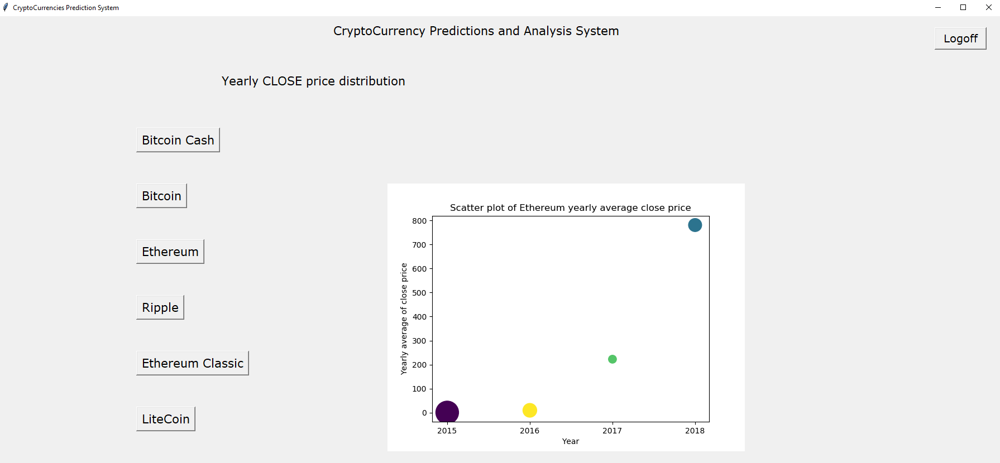 CryptoCurrencies Prediction System
CryptoCurrency Predictions and Analysis System
Logoff
Yearly CLOSE price distribution
Bitcoin Cash
Bitcoin
Ethereum
Ripple
Ethereum Classic
LiteCoin
Scatter plot of Ethereum yearly average close price
Yearly average of close price
800
700
600
500
400
300
200
100
0
2015 2016 2017 2018
Year